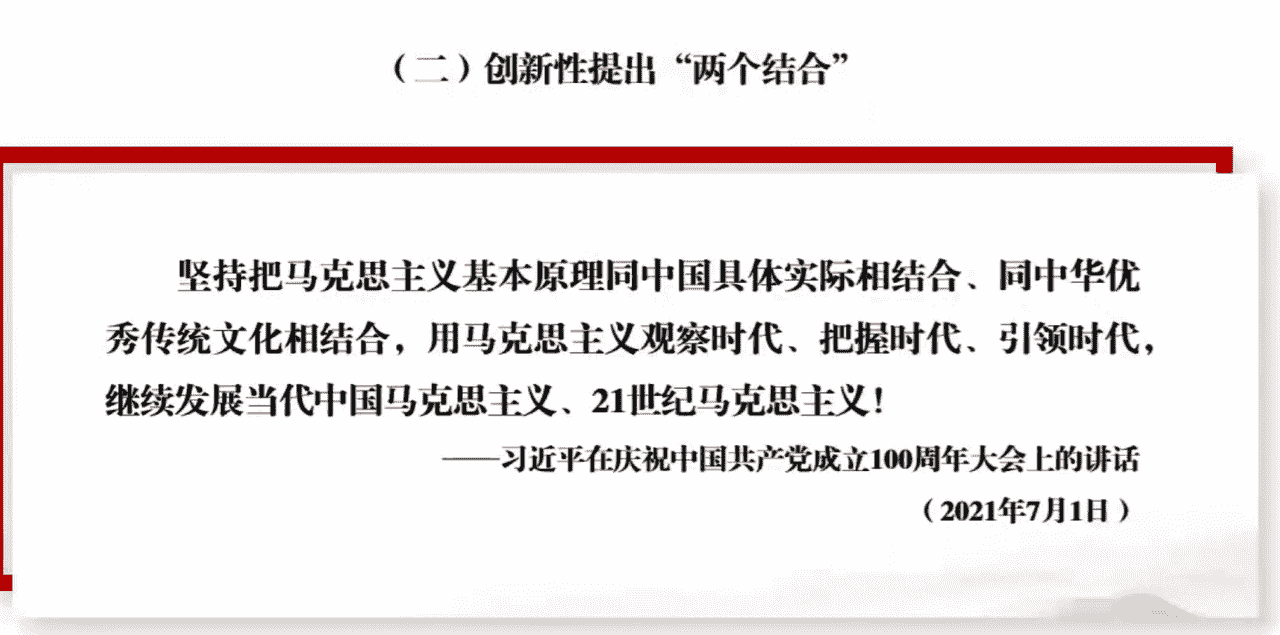 （二）创新性提出“两个结合”
坚持把马克思主义基本原理同中国具体实际相结合、同中华优
秀传统文化相结合，用马克思主义观察时代、把握时代、引领时代，
继续发展当代中国马克思主义、21世纪马克思主义！
——习近平在庆祝中国共产党成立100周年大会上的讲话
（2021年7月1日）